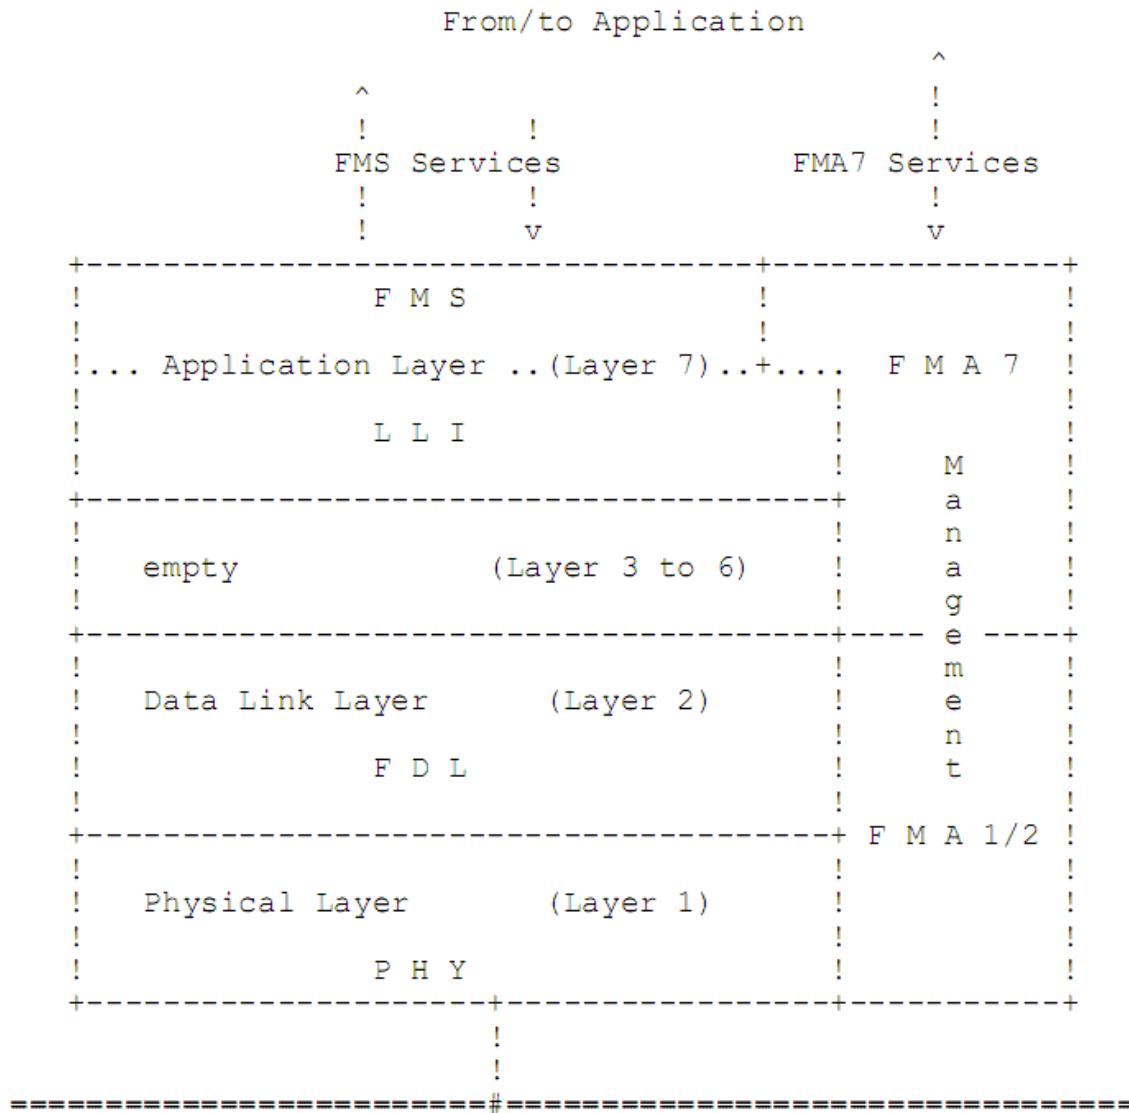 From/to Application
^
^ !
! ! !
FMS Services FMA7 Services
! ! !
! v v
+-----------------------------------+---------------+
! F M S ! !
! ! !
!... Application Layer ..(Layer 7)..+.... F M A 7 !
! ! !
! L L I ! !
! ! M !
+---------------------------------------+ a !
! ! n !
! empty (Layer 3 to 6) ! a !
! ! g !
+---------------------------------------+---- e ----+
! ! m !
! Data Link Layer (Layer 2) ! e !
! ! n !
! F D L ! t !
! ! !
+---------------------------------------+ F M A 1/2 !
! ! !
! Physical Layer (Layer 1) ! !
! ! !
! P H Y ! !
+---------------------+-----------------+-----------+
!
!
=========================#=================================